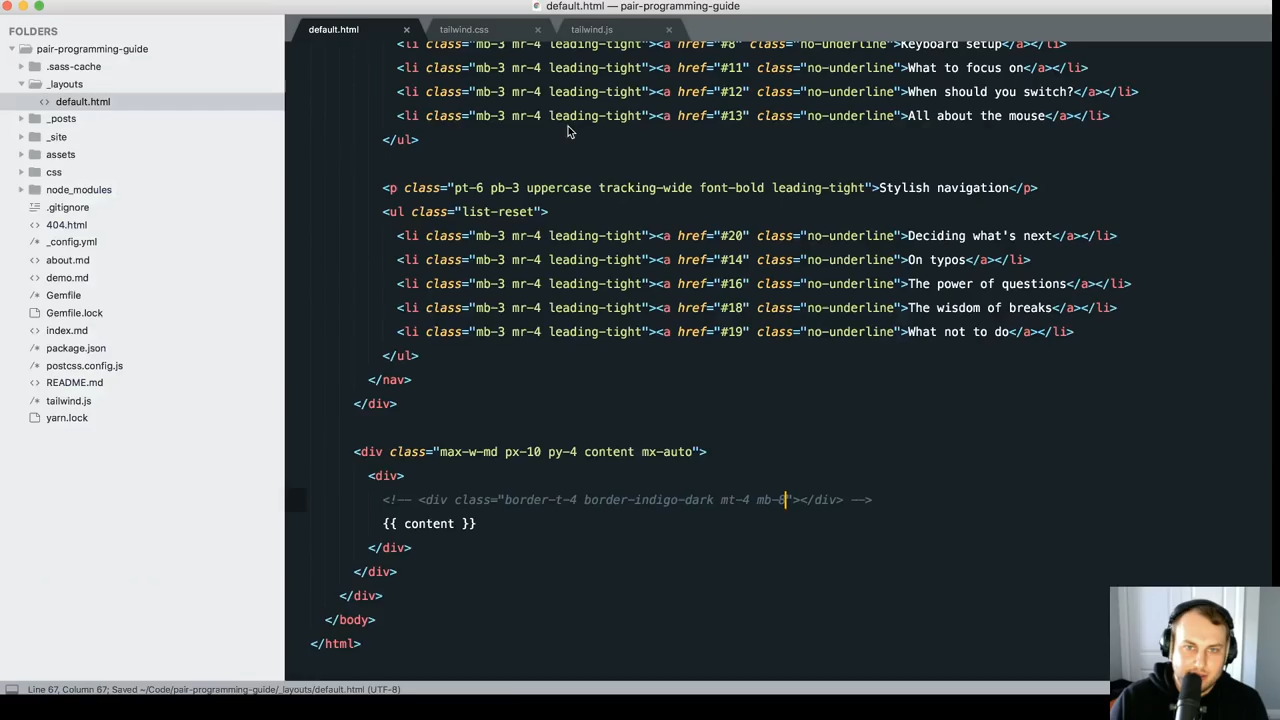 default.html — pair-programming-guide
FOLDERS
pair-programming-guide
.sass-cache
_layouts
default.html
_posts
_site
assets
css
node_modules
.gitignore
404.html
_config.yml
about.md
demo.md
Gemfile
Gemfile.lock
index.md
package.json
postcss.config.js
README.md
tailwind.js
yarn.lock
default.html × tailwind.css × tailwind.js ×
<li class="mb-3 mr-4 leading-tight"><a href="#8" class="no-underline">Keyboard setup</a></li>
<li class="mb-3 mr-4 leading-tight"><a href="#11" class="no-underline">What to focus on</a></li>
<li class="mb-3 mr-4 leading-tight"><a href="#12" class="no-underline">When should you switch?</a></li>
<li class="mb-3 mr-4 leading-tight"><a href="#13" class="no-underline">All about the mouse</a></li>
</ul>
<p class="pt-6 pb-3 uppercase tracking-wide font-bold leading-tight">Stylish navigation</p>
<ul class="list-reset">
<li class="mb-3 mr-4 leading-tight"><a href="#20" class="no-underline">Deciding what's next</a></li>
<li class="mb-3 mr-4 leading-tight"><a href="#14" class="no-underline">On typos</a></li>
<li class="mb-3 mr-4 leading-tight"><a href="#16" class="no-underline">The power of questions</a></li>
<li class="mb-3 mr-4 leading-tight"><a href="#18" class="no-underline">The wisdom of breaks</a></li>
<li class="mb-3 mr-4 leading-tight"><a href="#19" class="no-underline">What not to do</a></li>
</ul>
</nav>
</div>
<div class="max-w-md px-10 py-4 content mx-auto">
<div>
<!-- <div class="border-t-4 border-indigo-dark mt-4 mb-8"></div> -->
{{ content }}
</div>
</div>
</div>
</body>
</html>
Line 67, Column 67; Saved ~/Code/pair-programming-guide/_layouts/default.html (UTF-8)